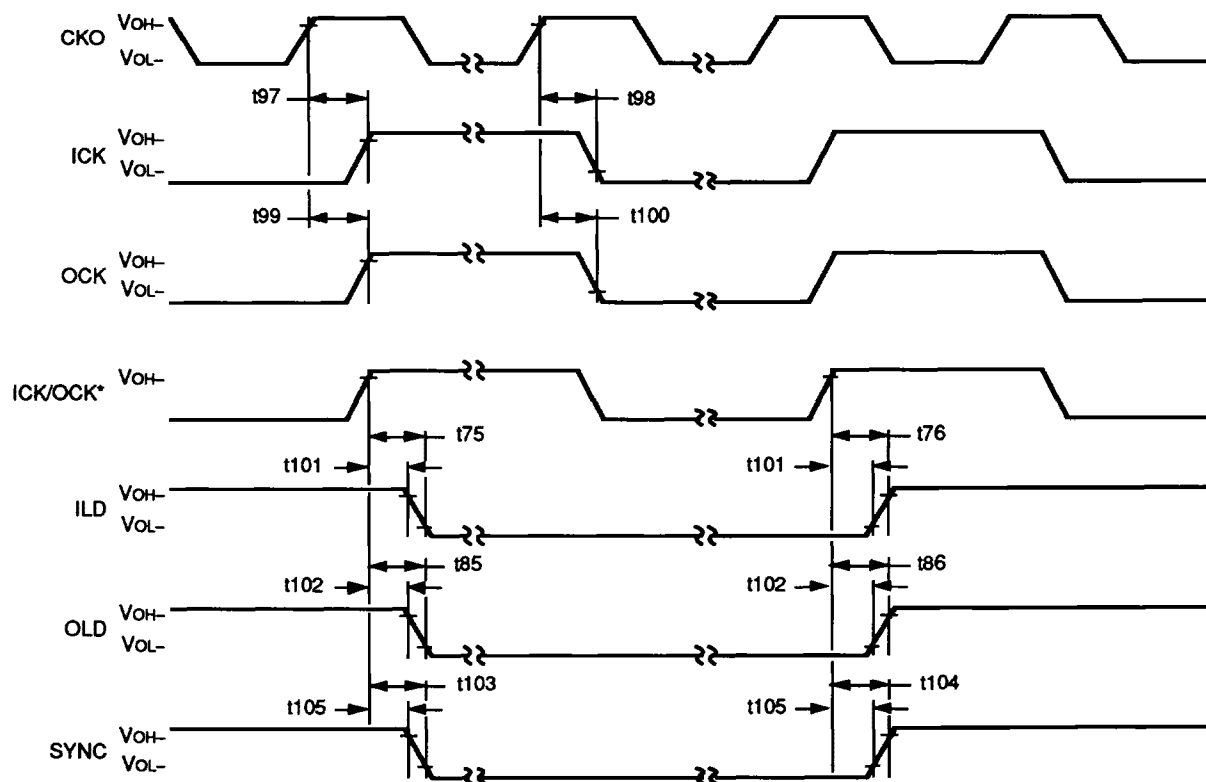 CKO VOH–
VOL–
t97 t98
ICK VOH–
VOL–
t99 t100
OCK VOH–
VOL–
ICK/OCK* VOH–
t75 t76
t101 t101
ILD VOH–
VOL–
t85 t86
t102 t102
OLD VOH–
VOL–
t103 t104
t105 t105
SYNC VOH–
VOL–